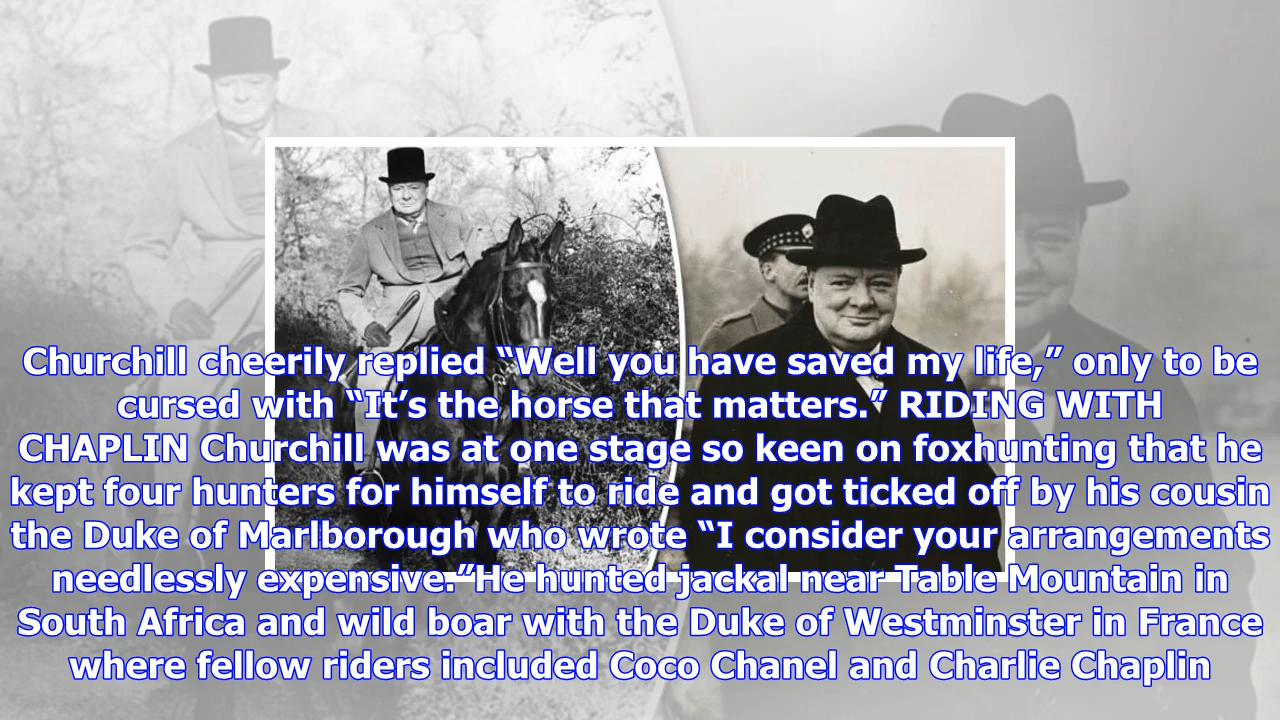 Churchill cheerily replied “Well you have saved my life,” only to be
cursed with “It’s the horse that matters.” RIDING WITH
CHAPLIN Churchill was at one stage so keen on foxhunting that he
kept four hunters for himself to ride and got ticked off by his cousin
the Duke of Marlborough who wrote “I consider your arrangements
needlessly expensive.”He hunted jackal near Table Mountain in
South Africa and wild boar with the Duke of Westminster in France
where fellow riders included Coco Chanel and Charlie Chaplin